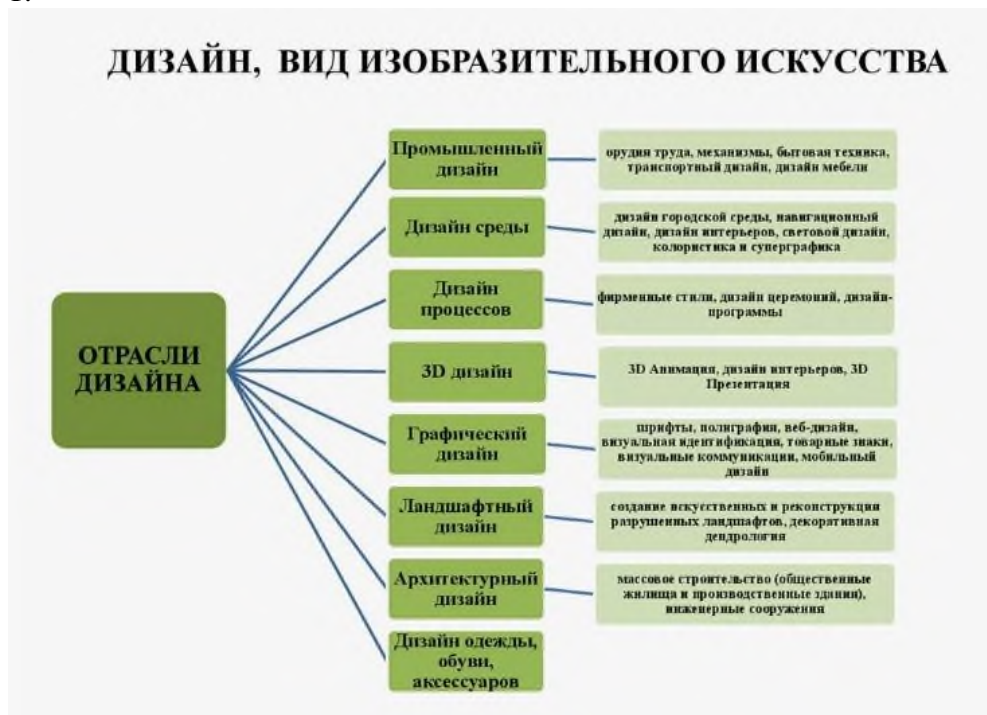 ДИЗАЙН, ВИД ИЗОБРАЗИТЕЛЬНОГО ИСКУССТВА
ОТРАСЛИ
ДИЗАЙНА
Промышленный
дизайн
орудия труда, механизмы, бытовая техника,
транспортный дизайн, дизайн мебели
Дизайн среды
дизайн городской среды, навигационный
дизайн, дизайн интерьеров, световой дизайн,
колористика и суперграфика
Дизайн
процессов
фирменные стили, дизайн церемоний, дизайн-
программы
3D дизайн
3D Анимация, дизайн интерьеров, 3D
Презентация
Графический
дизайн
шрифты, полиграфия, веб-дизайн,
визуальная идентификация, товарные знаки,
визуальные коммуникации, мобильный
дизайн
Ландшафтный
дизайн
создание искусственных и реконструкция
разрушенных ландшафтов, декоративная
дендрология
Архитектурный
дизайн
массовое строительство (общественные
жилища и производственные здания),
инженерные сооружения
Дизайн одежды,
обуви,
аксессуаров